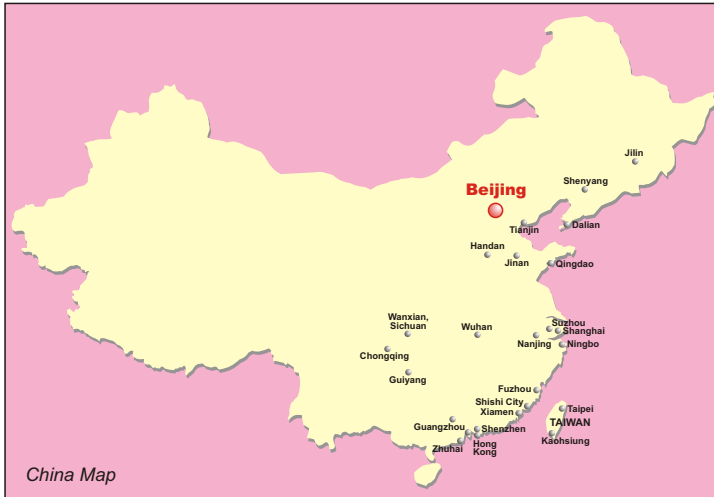 Jilin
Shenyang
Beijing
Tianjin
Dalian
Handan
Jinan
Qingdao
Wanxian,
Sichuan
Wuhan
Suzhou
Shanghai
Nanjing
Ningbo
Chongqing
Guiyang
Fuzhou
Shishi City
Xiamen
Taipei
TAIWAN
Guangzhou
Shenzhen
Kaohsiung
Zhuhai
Hong
Kong
China Map